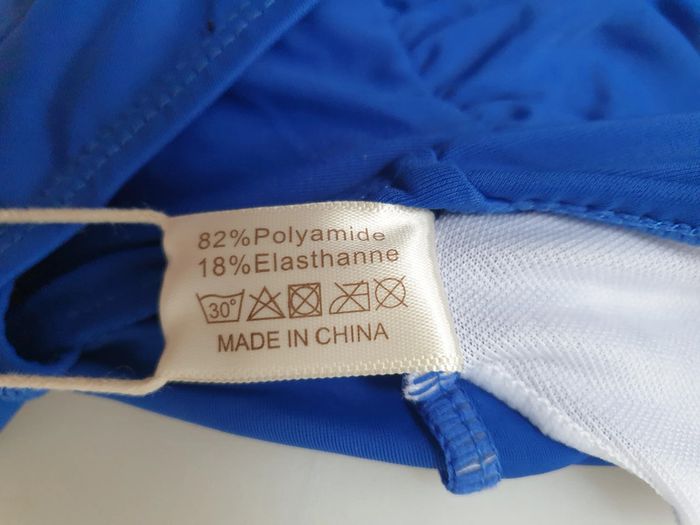 82%Polyamide
18%Elasthanne
30°
MADE IN CHINA